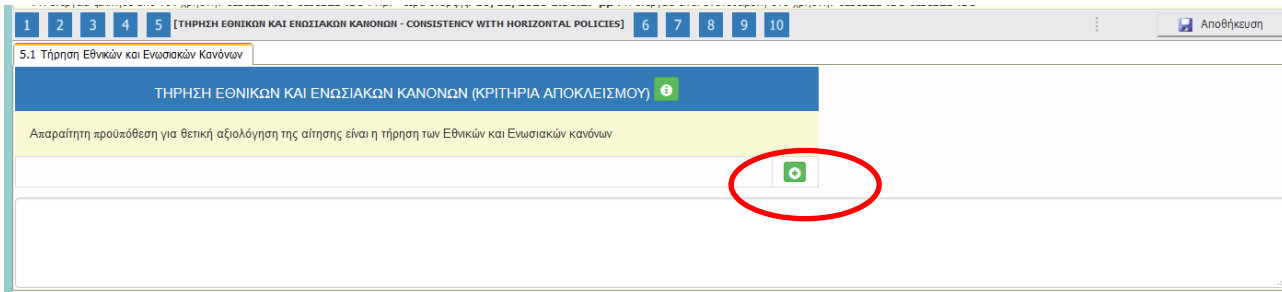 1 2 3 4 5 [ΤΗΡΗΣΗ ΕΘΝΙΚΩΝ ΚΑΙ ΕΝΩΣΙΑΚΩΝ ΚΑΝΟΝΩΝ - CONSISTENCY WITH HORIZONTAL POLICIES] 6 7 8 9 10 Αποθήκευση
5.1 Τήρηση Εθνικών και Ενωσιακών Κανόνων
ΤΗΡΗΣΗ ΕΘΝΙΚΩΝ ΚΑΙ ΕΝΩΣΙΑΚΩΝ ΚΑΝΟΝΩΝ (ΚΡΙΤΗΡΙΑ ΑΠΟΚΛΕΙΣΜΟΥ)
Απαραίτητη προϋπόθεση για θετική αξιολόγηση της αίτησης είναι η τήρηση των Εθνικών και Ενωσιακών κανόνων